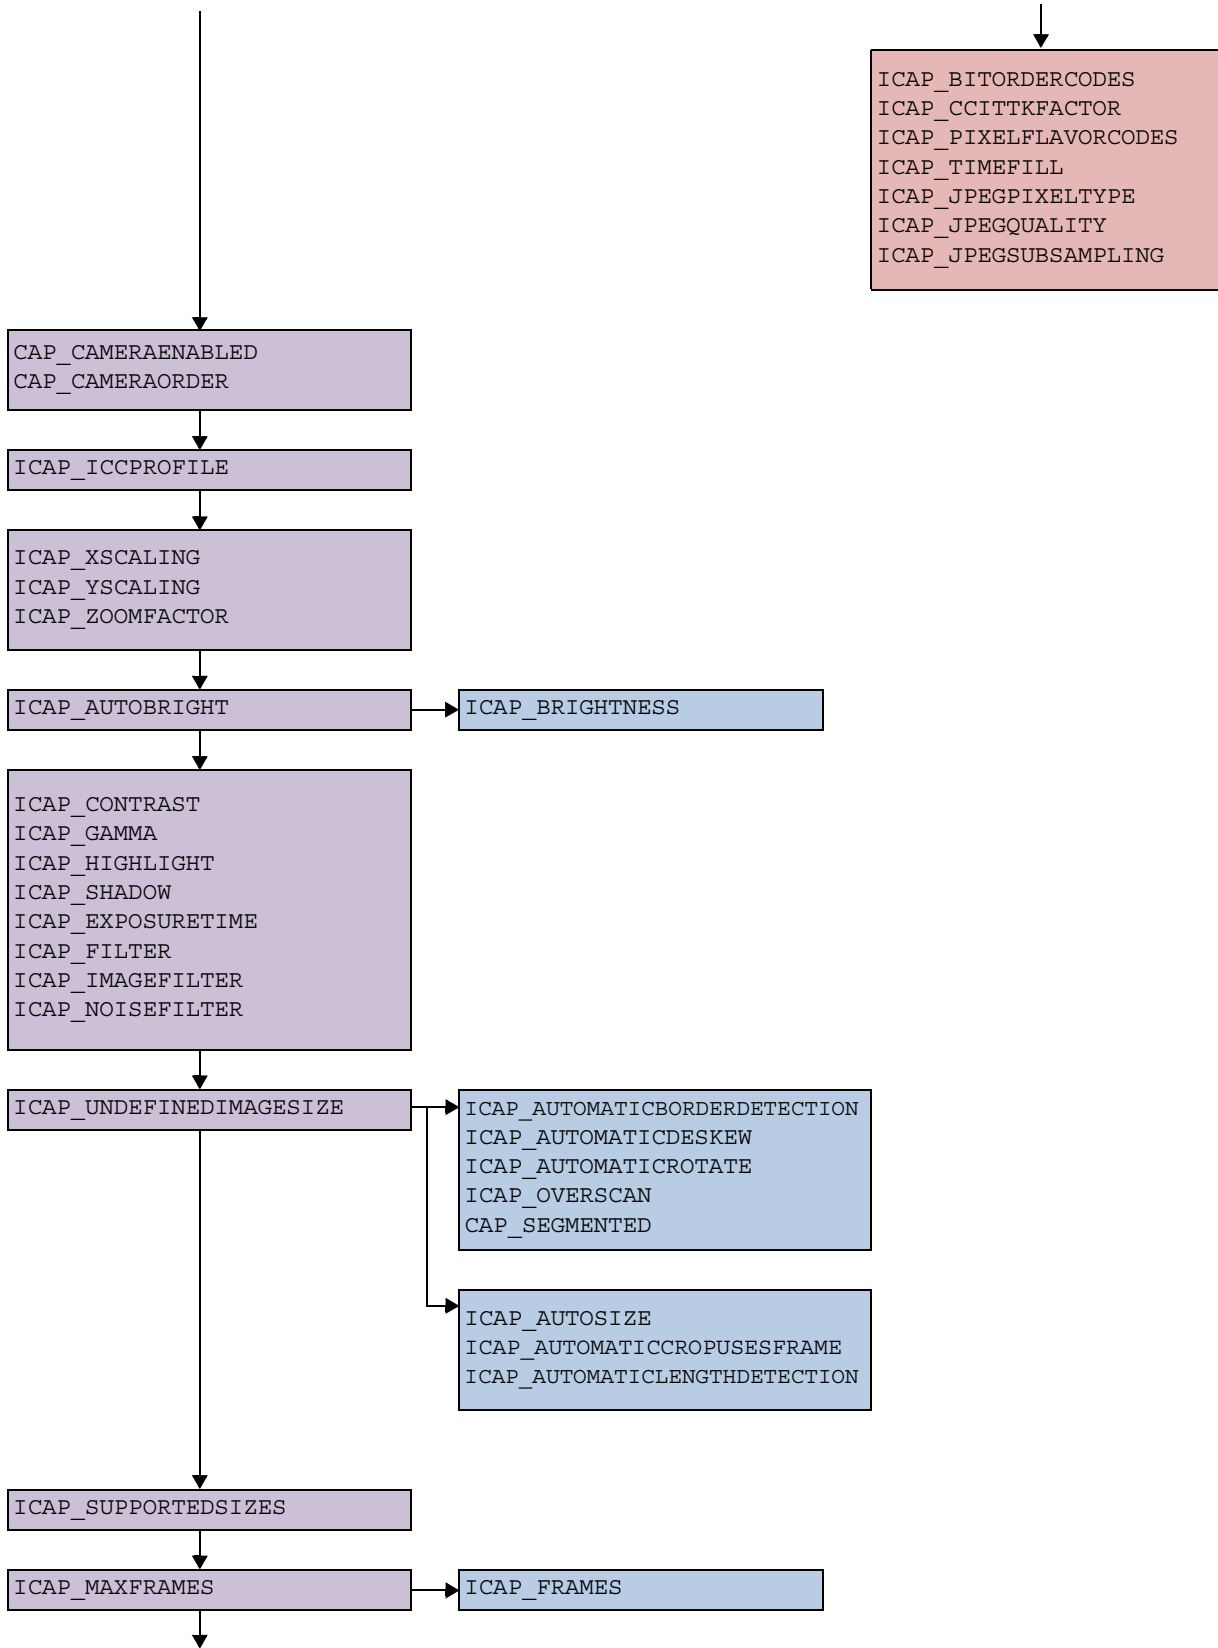 ICAP_BITORDERCODES
ICAP_CCITTKFACTOR
ICAP_PIXELFLAVORCODES
ICAP_TIMEFILL
ICAP_JPEGPIXELTYPE
ICAP_JPEGQUALITY
ICAP_JPEGSUBSAMPLING
CAP_CAMERAENABLED
CAP_CAMERAORDER
ICAP_ICCPROFILE
ICAP_XSCALING
ICAP_YSCALING
ICAP_ZOOMFACTOR
ICAP_AUTOBRIGHT
ICAP_BRIGHTNESS
ICAP_CONTRAST
ICAP_GAMMA
ICAP_HIGHLIGHT
ICAP_SHADOW
ICAP_EXPOSURETIME
ICAP_FILTER
ICAP_IMAGEFILTER
ICAP_NOISEFILTER
ICAP_UNDEFINEDIMAGESIZE
ICAP_AUTOMATICBORDERDETECTION
ICAP_AUTOMATICDESKEW
ICAP_AUTOMATICROTATE
ICAP_OVERSCAN
CAP_SEGMENTED
ICAP_AUTOSIZE
ICAP_AUTOMATICCROPUSESFRAME
ICAP_AUTOMATICLENGTHDETECTION
ICAP_SUPPORTEDSIZES
ICAP_MAXFRAMES
ICAP_FRAMES